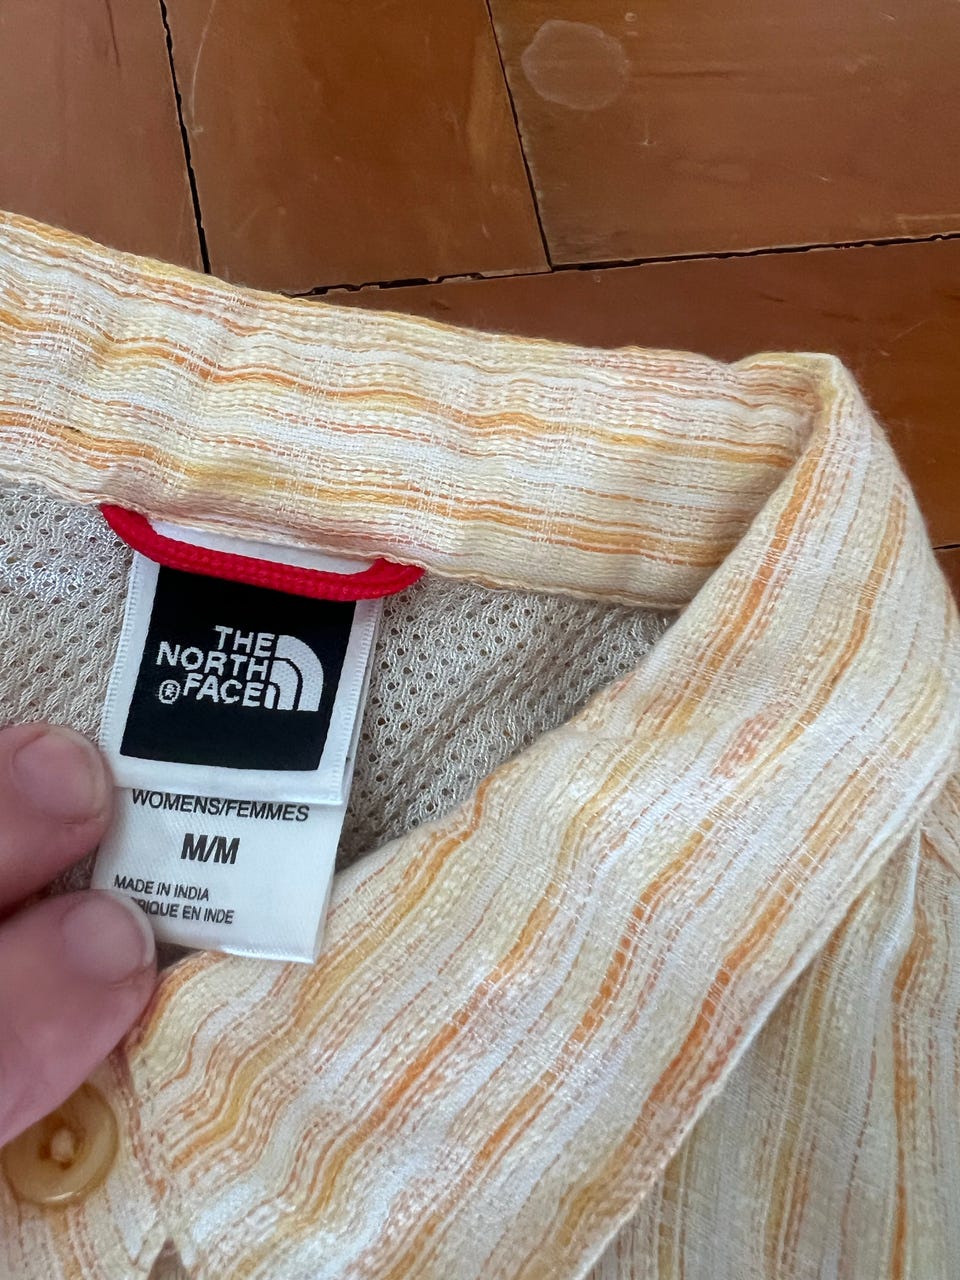 THE
NORTH
® FACE
WOMENS/FEMMES
M/M
MADE IN INDIA
EN INDE